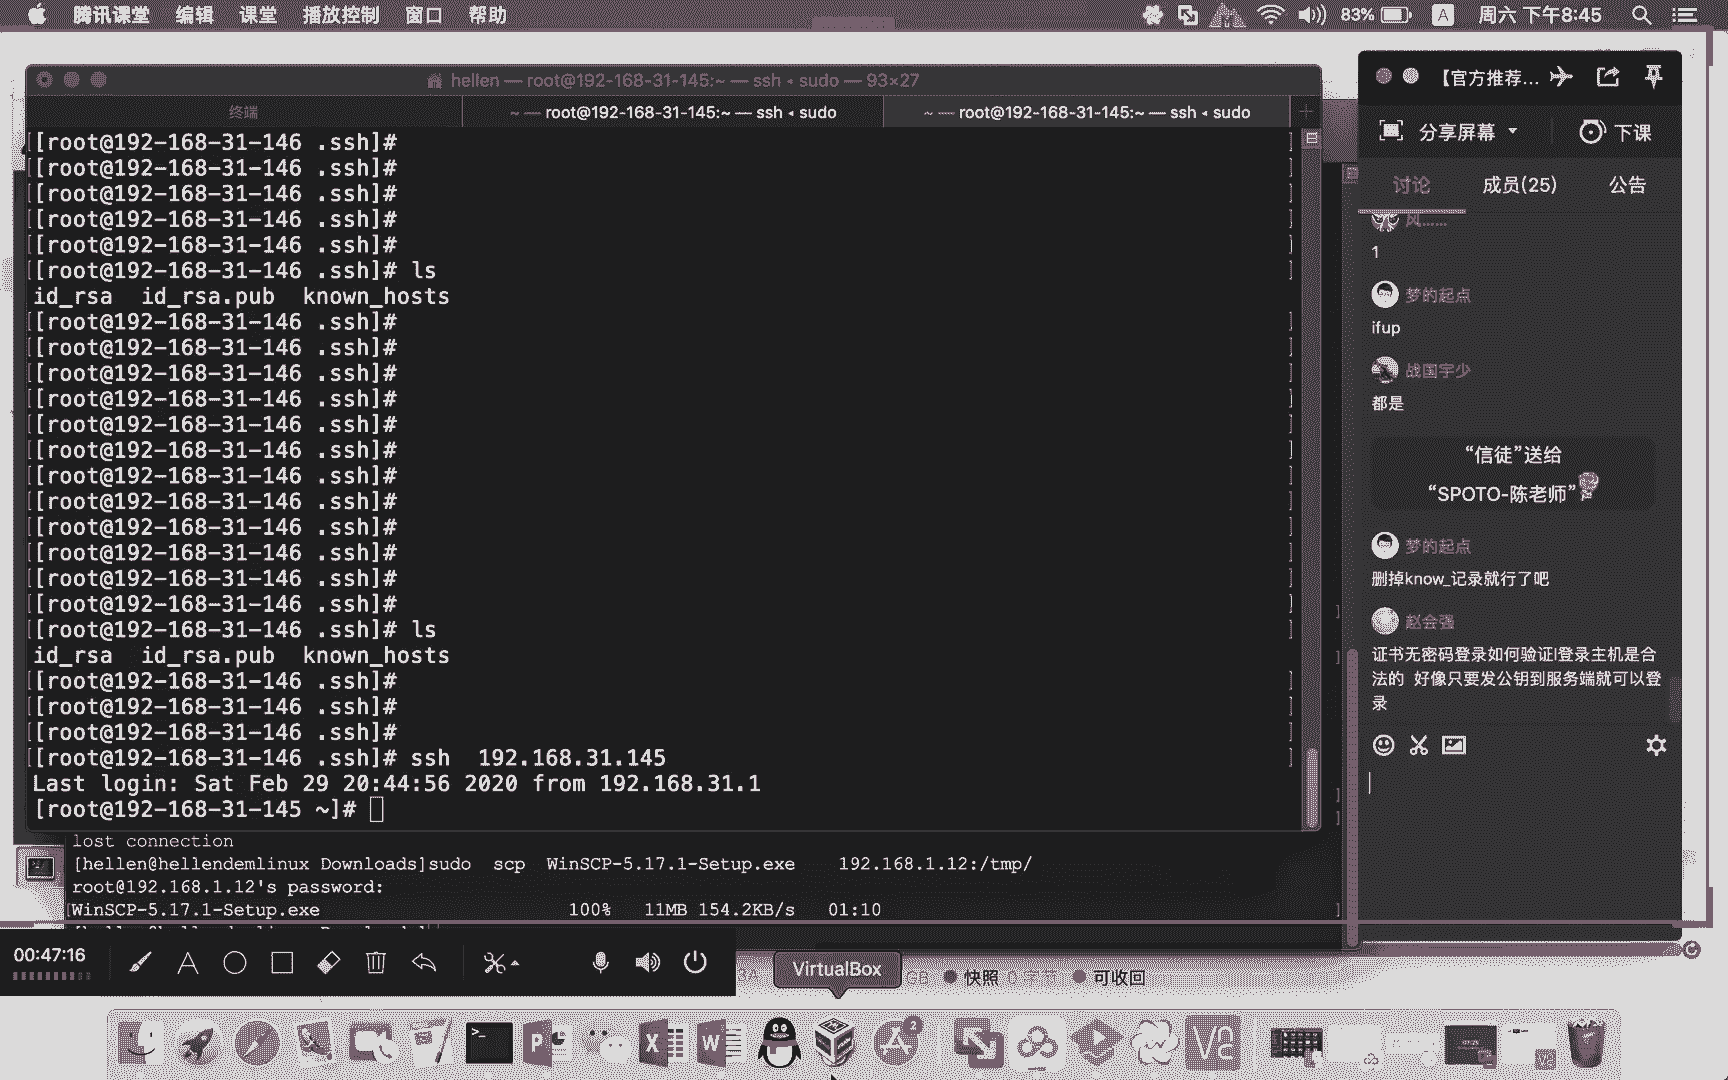 腾讯课堂 编辑 课堂 播放控制 窗口 帮助 83% A 周六 下午8:45
hellen — root@192-168-31-145:~ — ssh ◂ sudo — 93×27
终端 ~ — root@192-168-31-145:~ — ssh ◂ sudo ~ — root@192-168-31-145:~ — ssh ◂ sudo
[[root@192-168-31-146 .ssh]#
[[root@192-168-31-146 .ssh]#
[[root@192-168-31-146 .ssh]#
[[root@192-168-31-146 .ssh]#
[[root@192-168-31-146 .ssh]#
[[root@192-168-31-146 .ssh]# ls
id_rsa id_rsa.pub known_hosts
[[root@192-168-31-146 .ssh]#
[[root@192-168-31-146 .ssh]#
[[root@192-168-31-146 .ssh]#
[[root@192-168-31-146 .ssh]#
[[root@192-168-31-146 .ssh]#
[[root@192-168-31-146 .ssh]#
[[root@192-168-31-146 .ssh]#
[[root@192-168-31-146 .ssh]#
[[root@192-168-31-146 .ssh]#
[[root@192-168-31-146 .ssh]#
[[root@192-168-31-146 .ssh]#
[[root@192-168-31-146 .ssh]#
[[root@192-168-31-146 .ssh]# ls
id_rsa id_rsa.pub known_hosts
[[root@192-168-31-146 .ssh]#
[[root@192-168-31-146 .ssh]#
[[root@192-168-31-146 .ssh]#
[[root@192-168-31-146 .ssh]# ssh 192.168.31.145
Last login: Sat Feb 29 20:44:56 2020 from 192.168.31.1
[root@192-168-31-145 ~]#
lost connection
[hellen@hellendemlinux Downloads]sudo scp WinSCP-5.17.1-Setup.exe 192.168.1.12:/tmp/
root@192.168.1.12's password:
WinSCP-5.17.1-Setup.exe 100% 11MB 154.2KB/s 01:10
【官方推荐...
分享屏幕 下课
讨论 成员(25) 公告
风……
1
梦的起点
ifup
战国宇少
都是
“信徒”送给
“SPOTO-陈老师”
梦的起点
删掉know_记录就行了吧
赵会强
证书无密码登录如何验证l登录主机是合
法的 好像只要发公钥到服务端就可以登
录
00:47:16
A
VirtualBox
GB 快照 0 字节 可收回
2